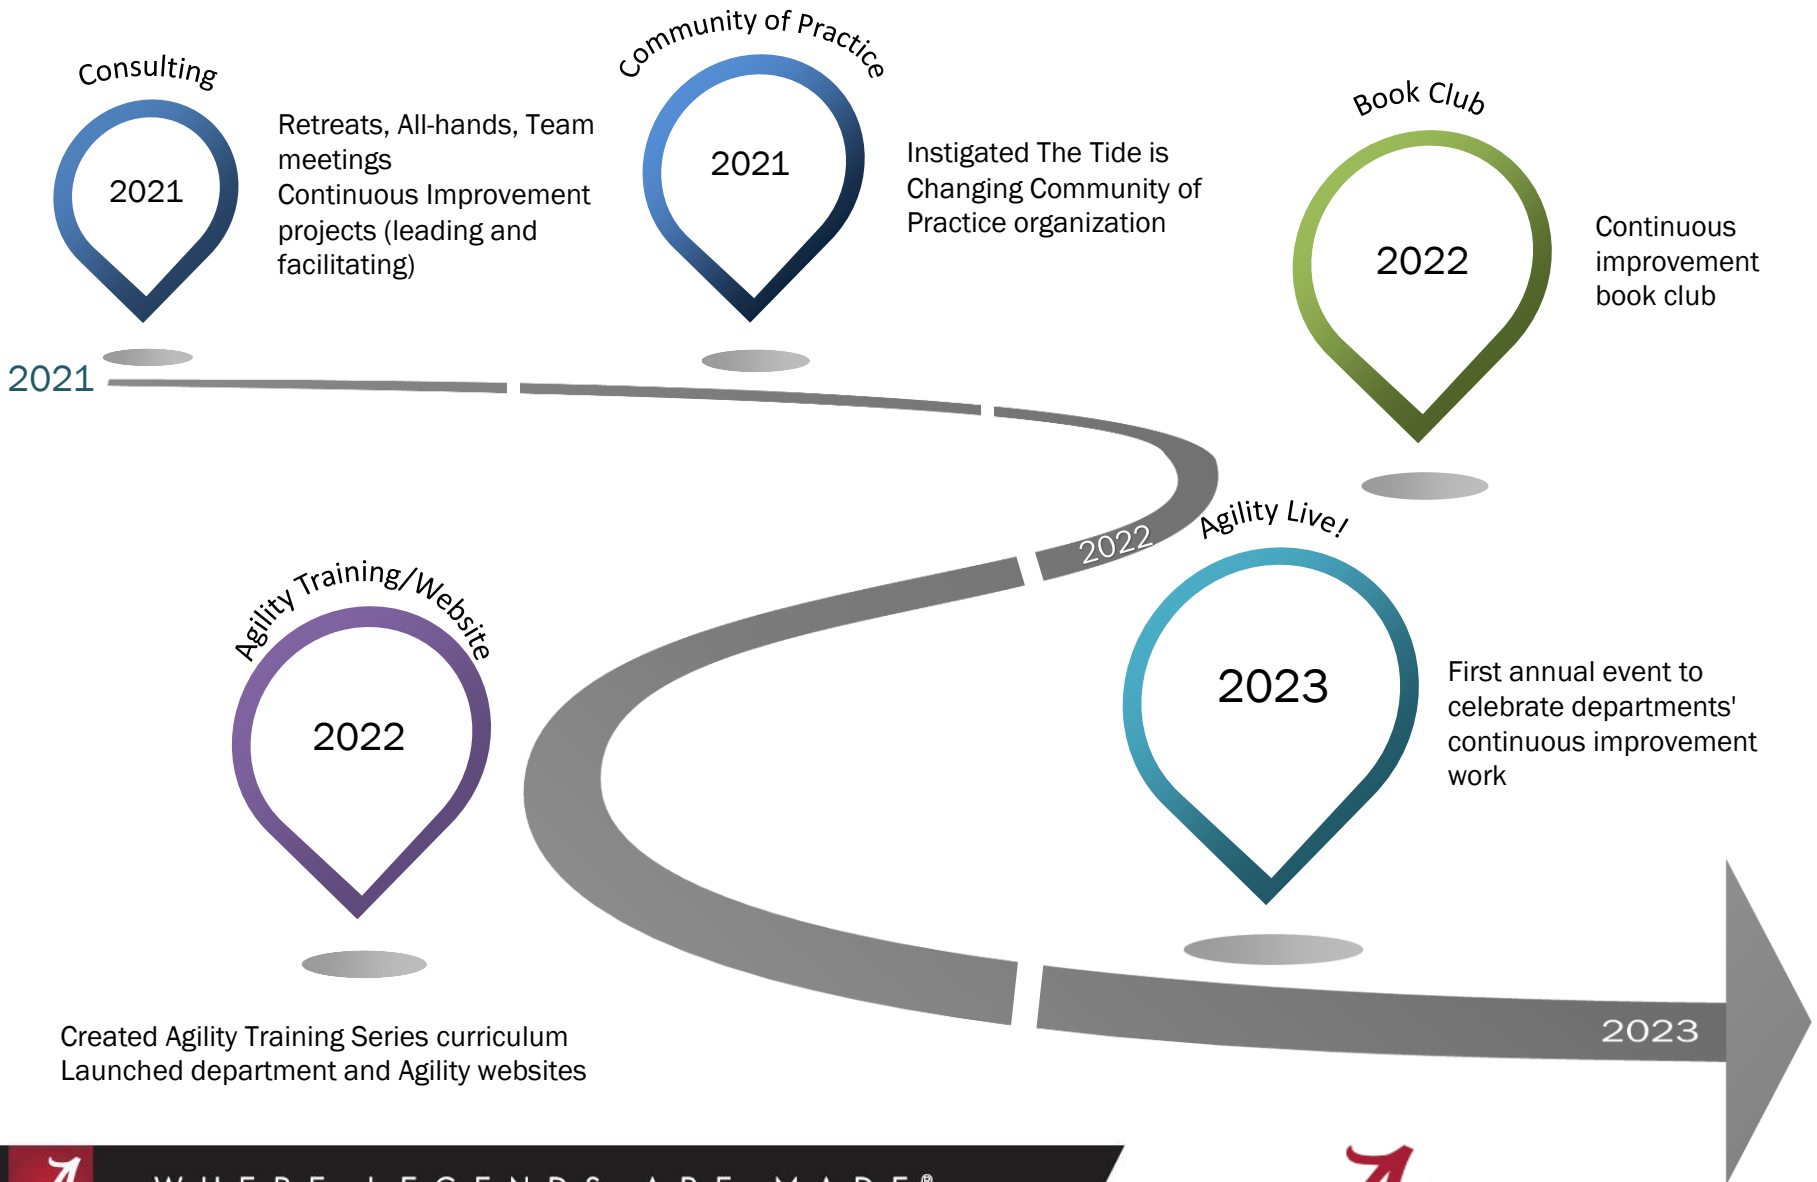 Consulting
2021
Retreats, All-hands, Team
meetings
Continuous Improvement
projects (leading and
facilitating)
Community of Practice
2021
Instigated The Tide is
Changing Community of
Practice organization
Book Club
2022
Continuous
improvement
book club
2021
2022
Agility Live!
2023
First annual event to
celebrate departments'
continuous improvement
work
Agility Training/Website
2022
Created Agility Training Series curriculum
Launched department and Agility websites
2023
WHERE LEGENDS ARE MADE®